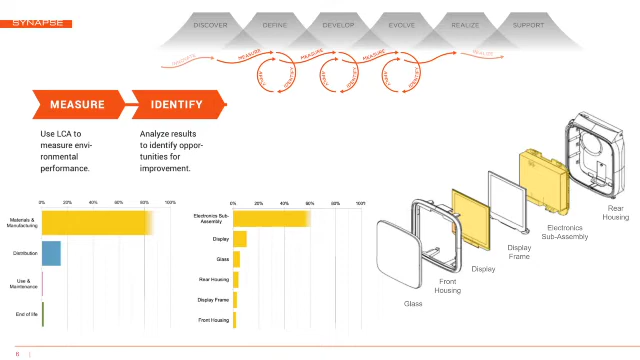 SYNAPSE
DISCOVER
DEFINE
DEVELOP
EVOLVE
REALIZE
SUPPORT
MEASURE
MEASURE
MEASURE
IDENTIFY
IDENTIFY
IDENTIFY
MEASURE
IDENTIFY
Use LCA to
measure envi-
ronmental
performance.
Analyze results
to identify oppor-
tunities for
improvement.
0%
20%
40%
60%
80%
100%
Materials &
Manufacturing
Distribution
Use &
Maintenance
End of life
0%
20%
40%
60%
80%
100%
Electronics Sub-
Assembly
Display
Glass
Rear Housing
Display Frame
Front Housing
Rear
Housing
Electronics
Sub-Assembly
Display
Frame
Display
Front
Housing
Glass